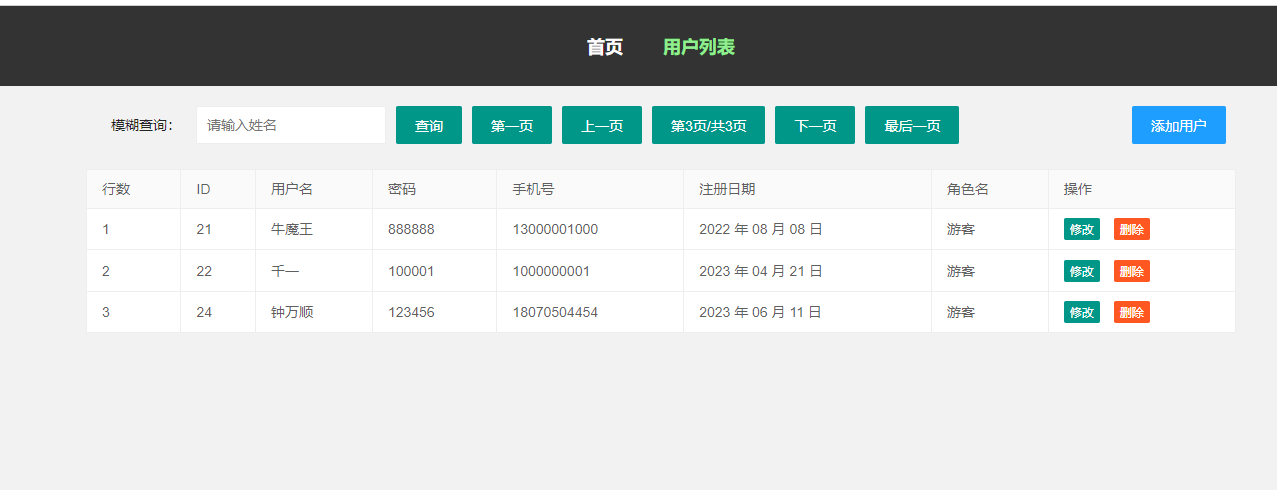 首页 用户列表
模糊查询： 请输入姓名 查询 第一页 上一页 第3页/共3页 下一页 最后一页 添加用户
行数 ID 用户名 密码 手机号 注册日期 角色名 操作
1 21 牛魔王 888888 13000001000 2022 年 08 月 08 日 游客 修改 删除
2 22 千一 100001 1000000001 2023 年 04 月 21 日 游客 修改 删除
3 24 钟万顺 123456 18070504454 2023 年 06 月 11 日 游客 修改 删除